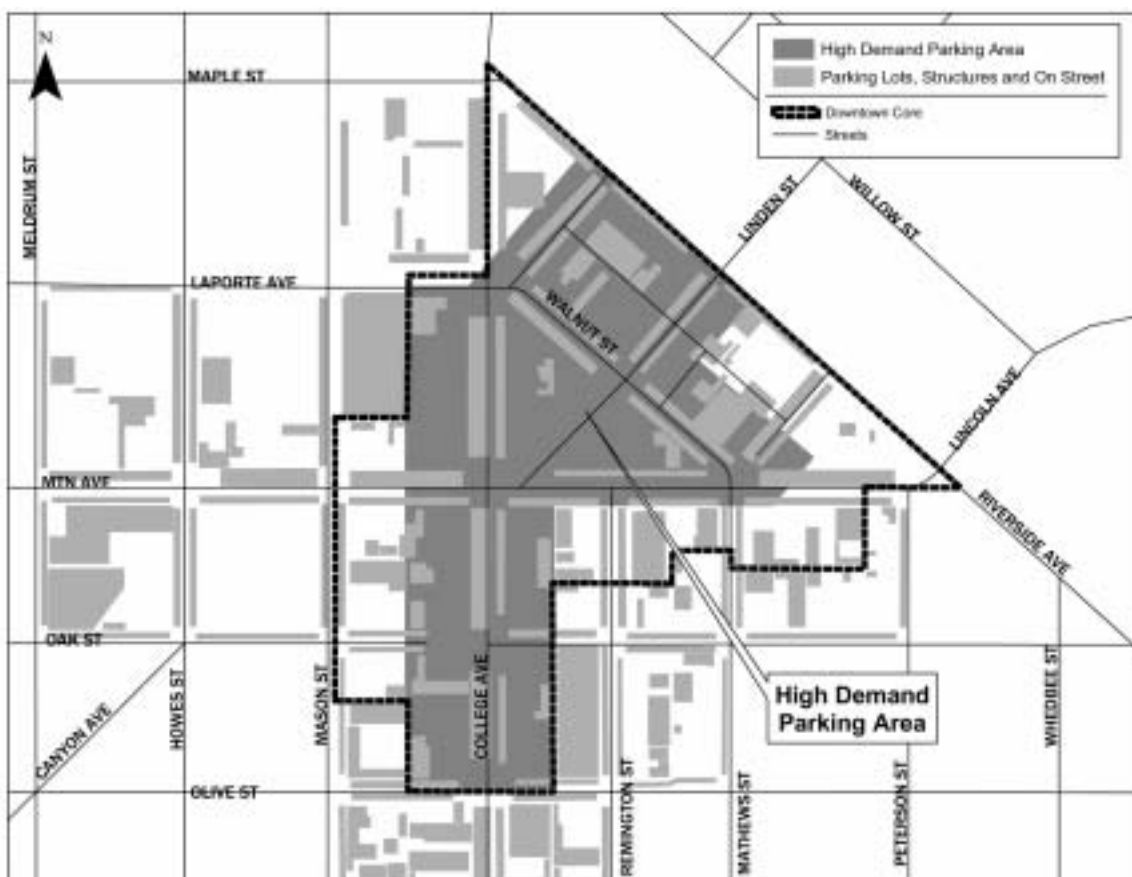 N
High Demand Parking Area
Parking Lots, Structures and On Street
Downtown Core
Streets
MAPLE ST
MELDRUM ST
LINDEN ST
WILLOW ST
LAPORTE AVE
WALNUT ST
LINCOLN AVE
MTN AVE
RIVERSIDE AVE
OAK ST
High Demand
Parking Area
CANYON AVE
HOWES ST
MASON ST
COLLEGE AVE
WHEDBEE ST
OLIVE ST
REMINGTON ST
MATHEWS ST
PETERSON ST